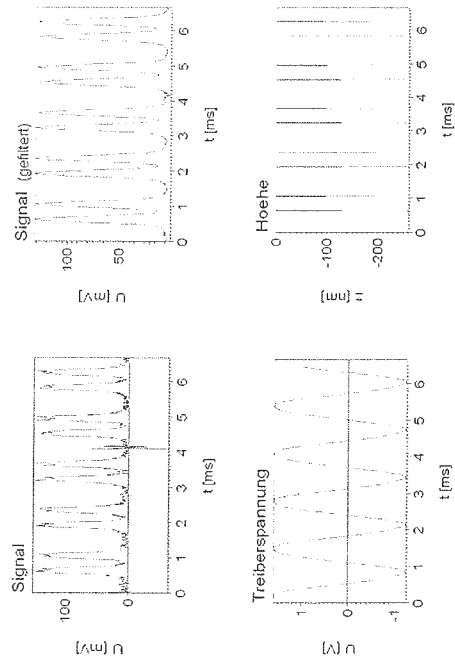 Signal
U [mV]
100
0
0 1 2 3 4 5 6
t [ms]
Signal (gefiltert)
U [mV]
100
50
0 1 2 3 4 5 6
t [ms]
Treiberspannung
U [V]
1
0
-1
0 1 2 3 4 5 6
t [ms]
Hoehe
[nm]
0
-100
-200
0 1 2 3 4 5 6
t [ms]